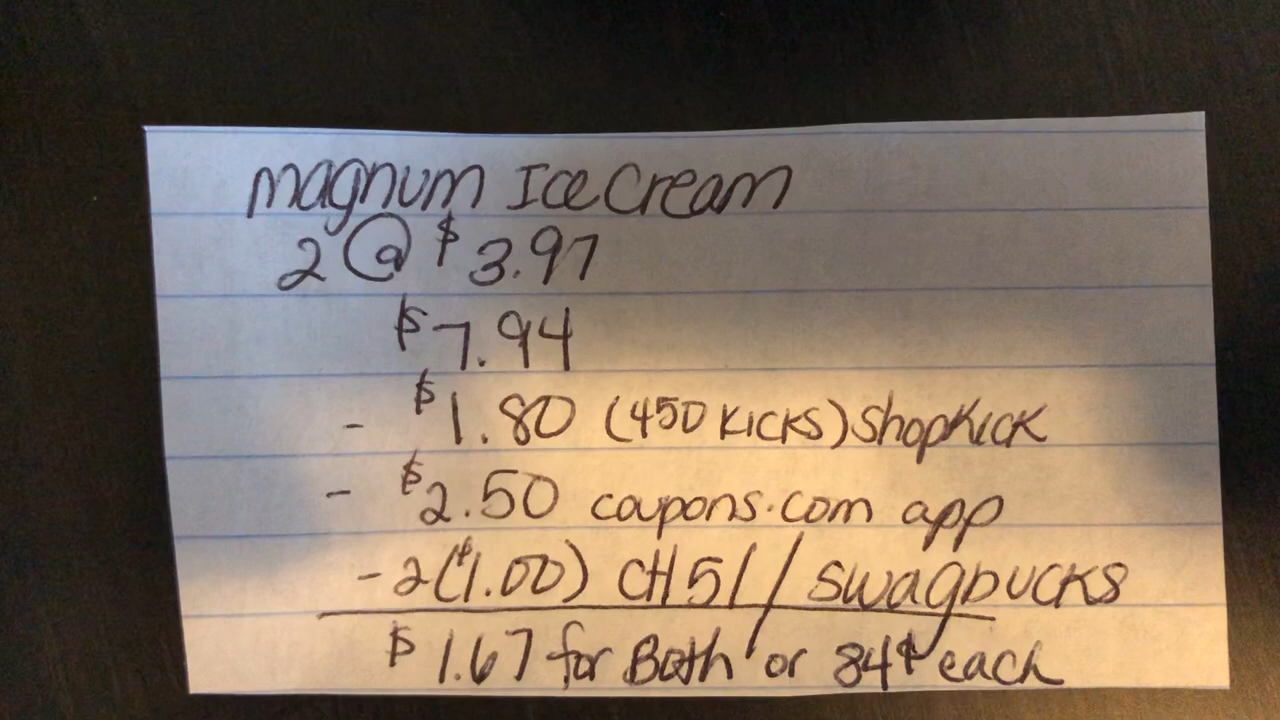 magnum Ice Cream
2 @ $3.97
$7.94
- $1.80 (450 KICKS) ShopKick
- $2.50 coupons.com app
- 2($1.00) CH51 / SWAGBUCKS
$1.67 for Both or 84¢ each